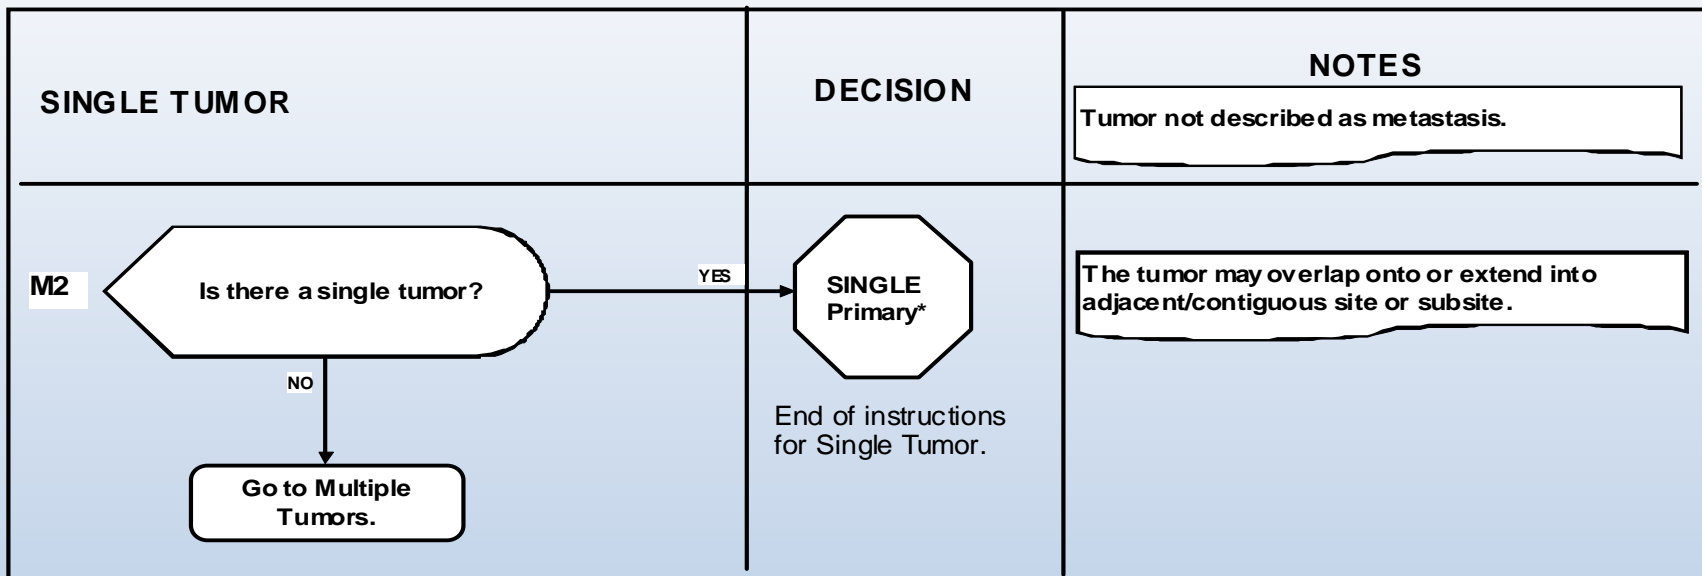 SINGLE TUMOR
DECISION
NOTES
Tumor not described as metastasis.
M2
Is there a single tumor?
YES
SINGLE
Primary*
The tumor may overlap onto or extend into
adjacent/contiguous site or subsite.
NO
End of instructions
for Single Tumor.
Go to Multiple
Tumors.